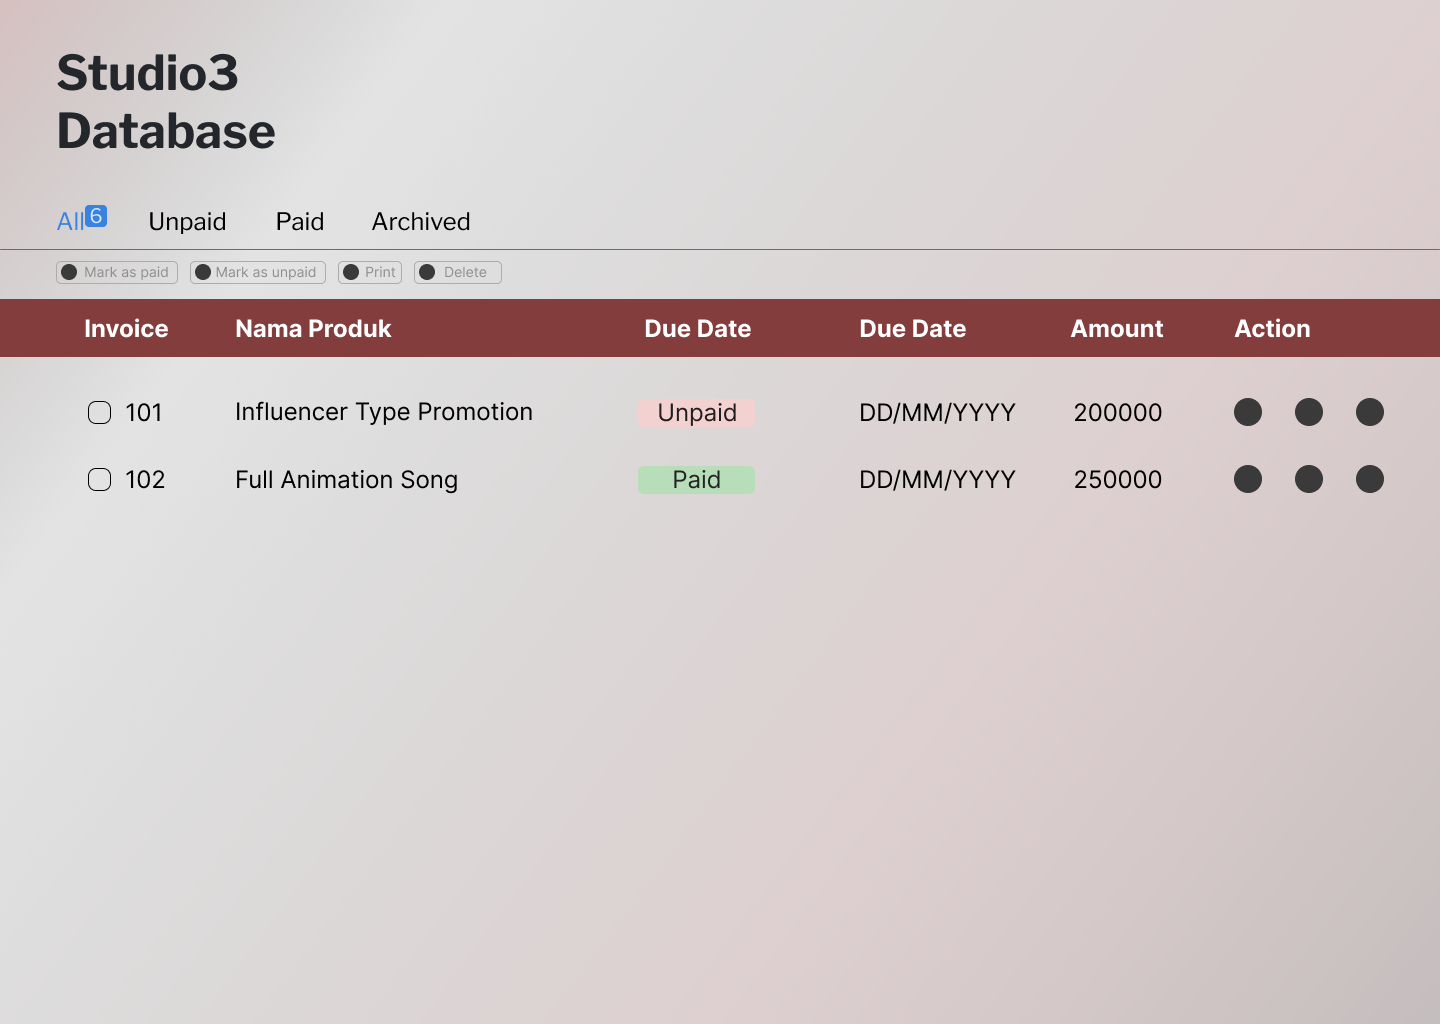 Studio3
Database
All 6 Unpaid Paid Archived
Mark as paid Mark as unpaid Print Delete
Invoice Nama Produk Due Date Due Date Amount Action
101 Influencer Type Promotion Unpaid DD/MM/YYYY 200000
102 Full Animation Song Paid DD/MM/YYYY 250000